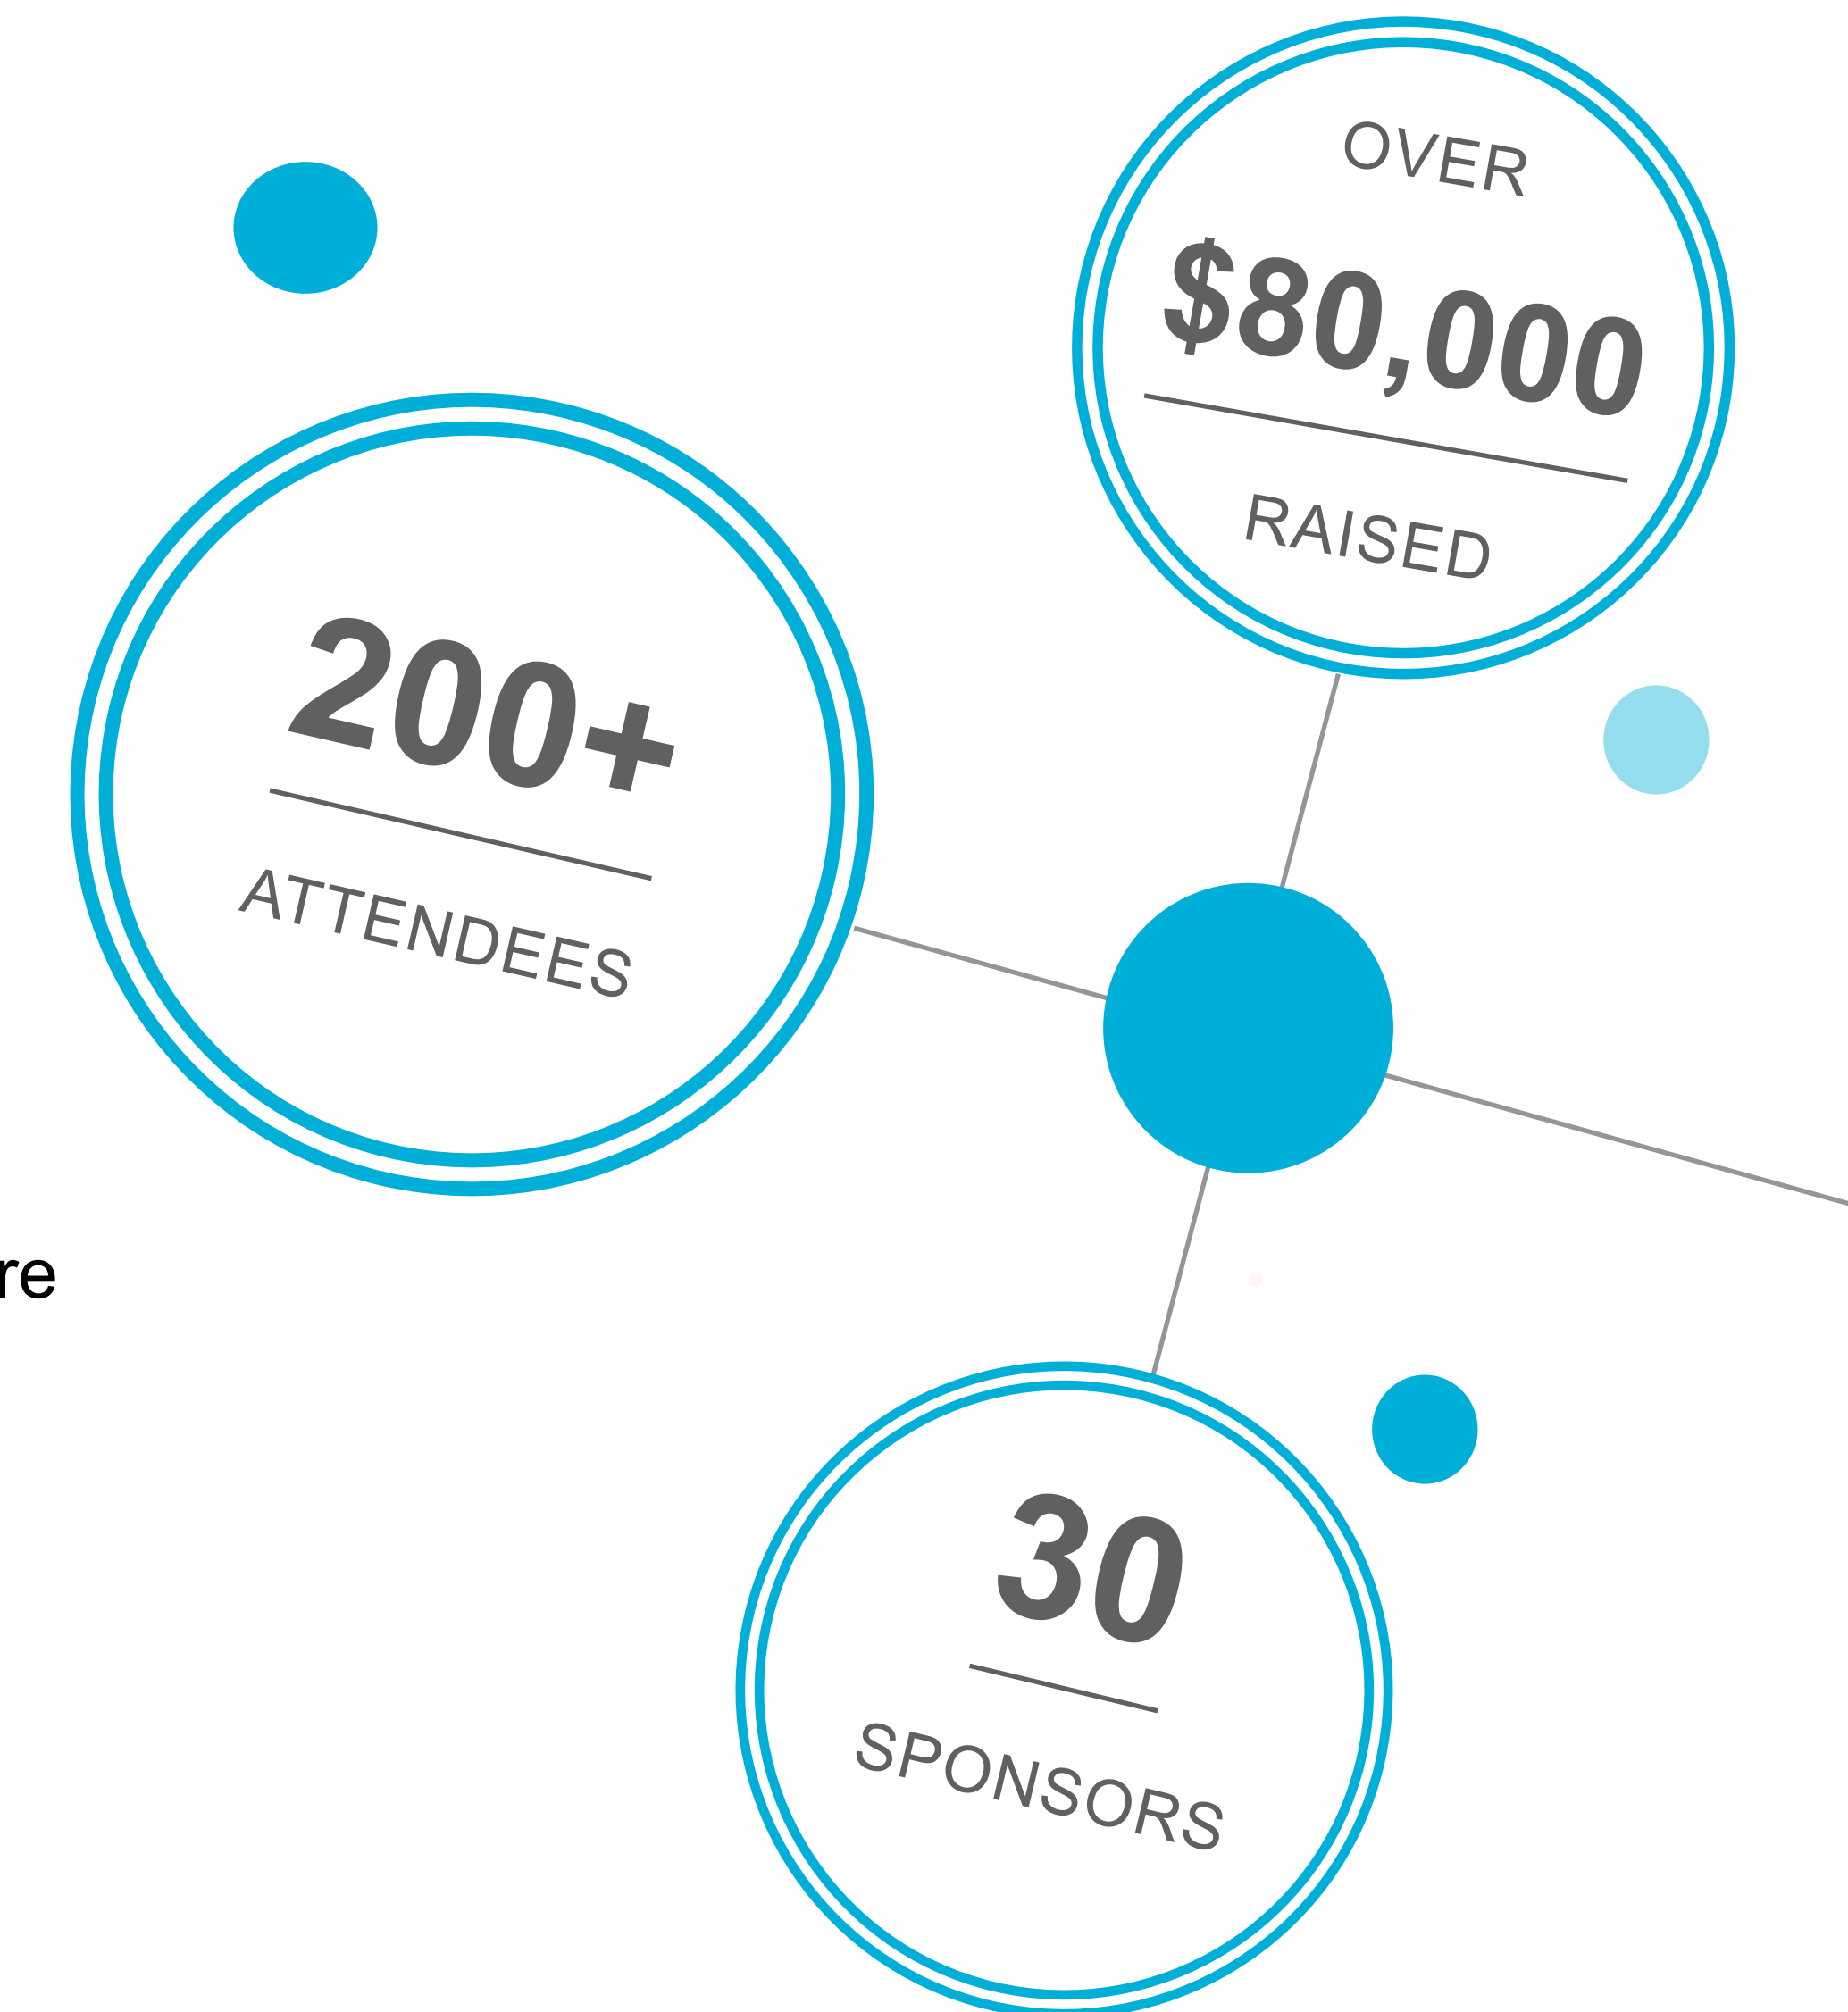 OVER
$80,000
RAISED
200+
ATTENDEES
re
30
SPONSORS